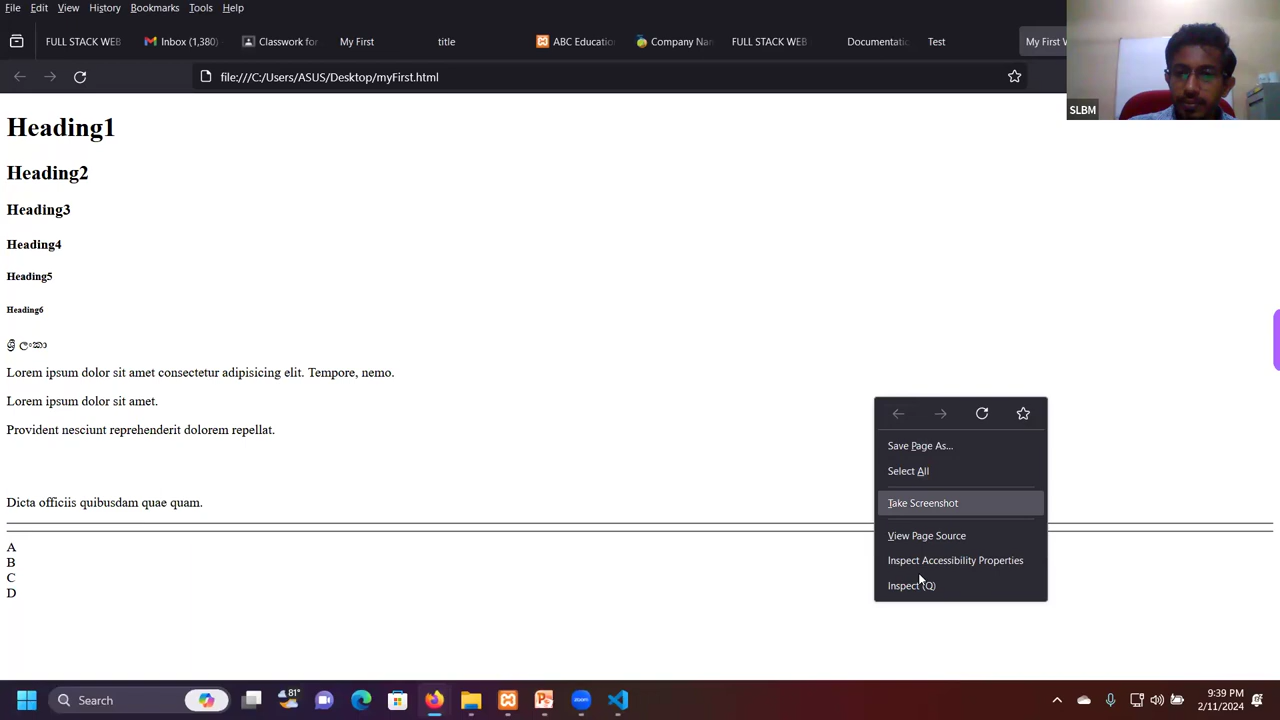 File Edit View History Bookmarks Tools Help
FULL STACK WEB
Inbox (1,380)
Classwork for
My First
title
ABC Educatio
Company Nam
FULL STACK WEB
Documentatio
Test
My First W
file:///C:/Users/ASUS/Desktop/myFirst.html
SLBM
Heading1
Heading2
Heading3
Heading4
Heading5
Heading6
ශ්‍රී ලංකා
Lorem ipsum dolor sit amet consectetur adipisicing elit. Tempore, nemo.
Lorem ipsum dolor sit amet.
Provident nesciunt reprehenderit dolorem repellat.
Dicta officiis quibusdam quae quam.
A
B
C
D
Save Page As...
Select All
Take Screenshot
View Page Source
Inspect Accessibility Properties
Inspect (Q)
Search
81°
zoom
9:39 PM
2/11/2024